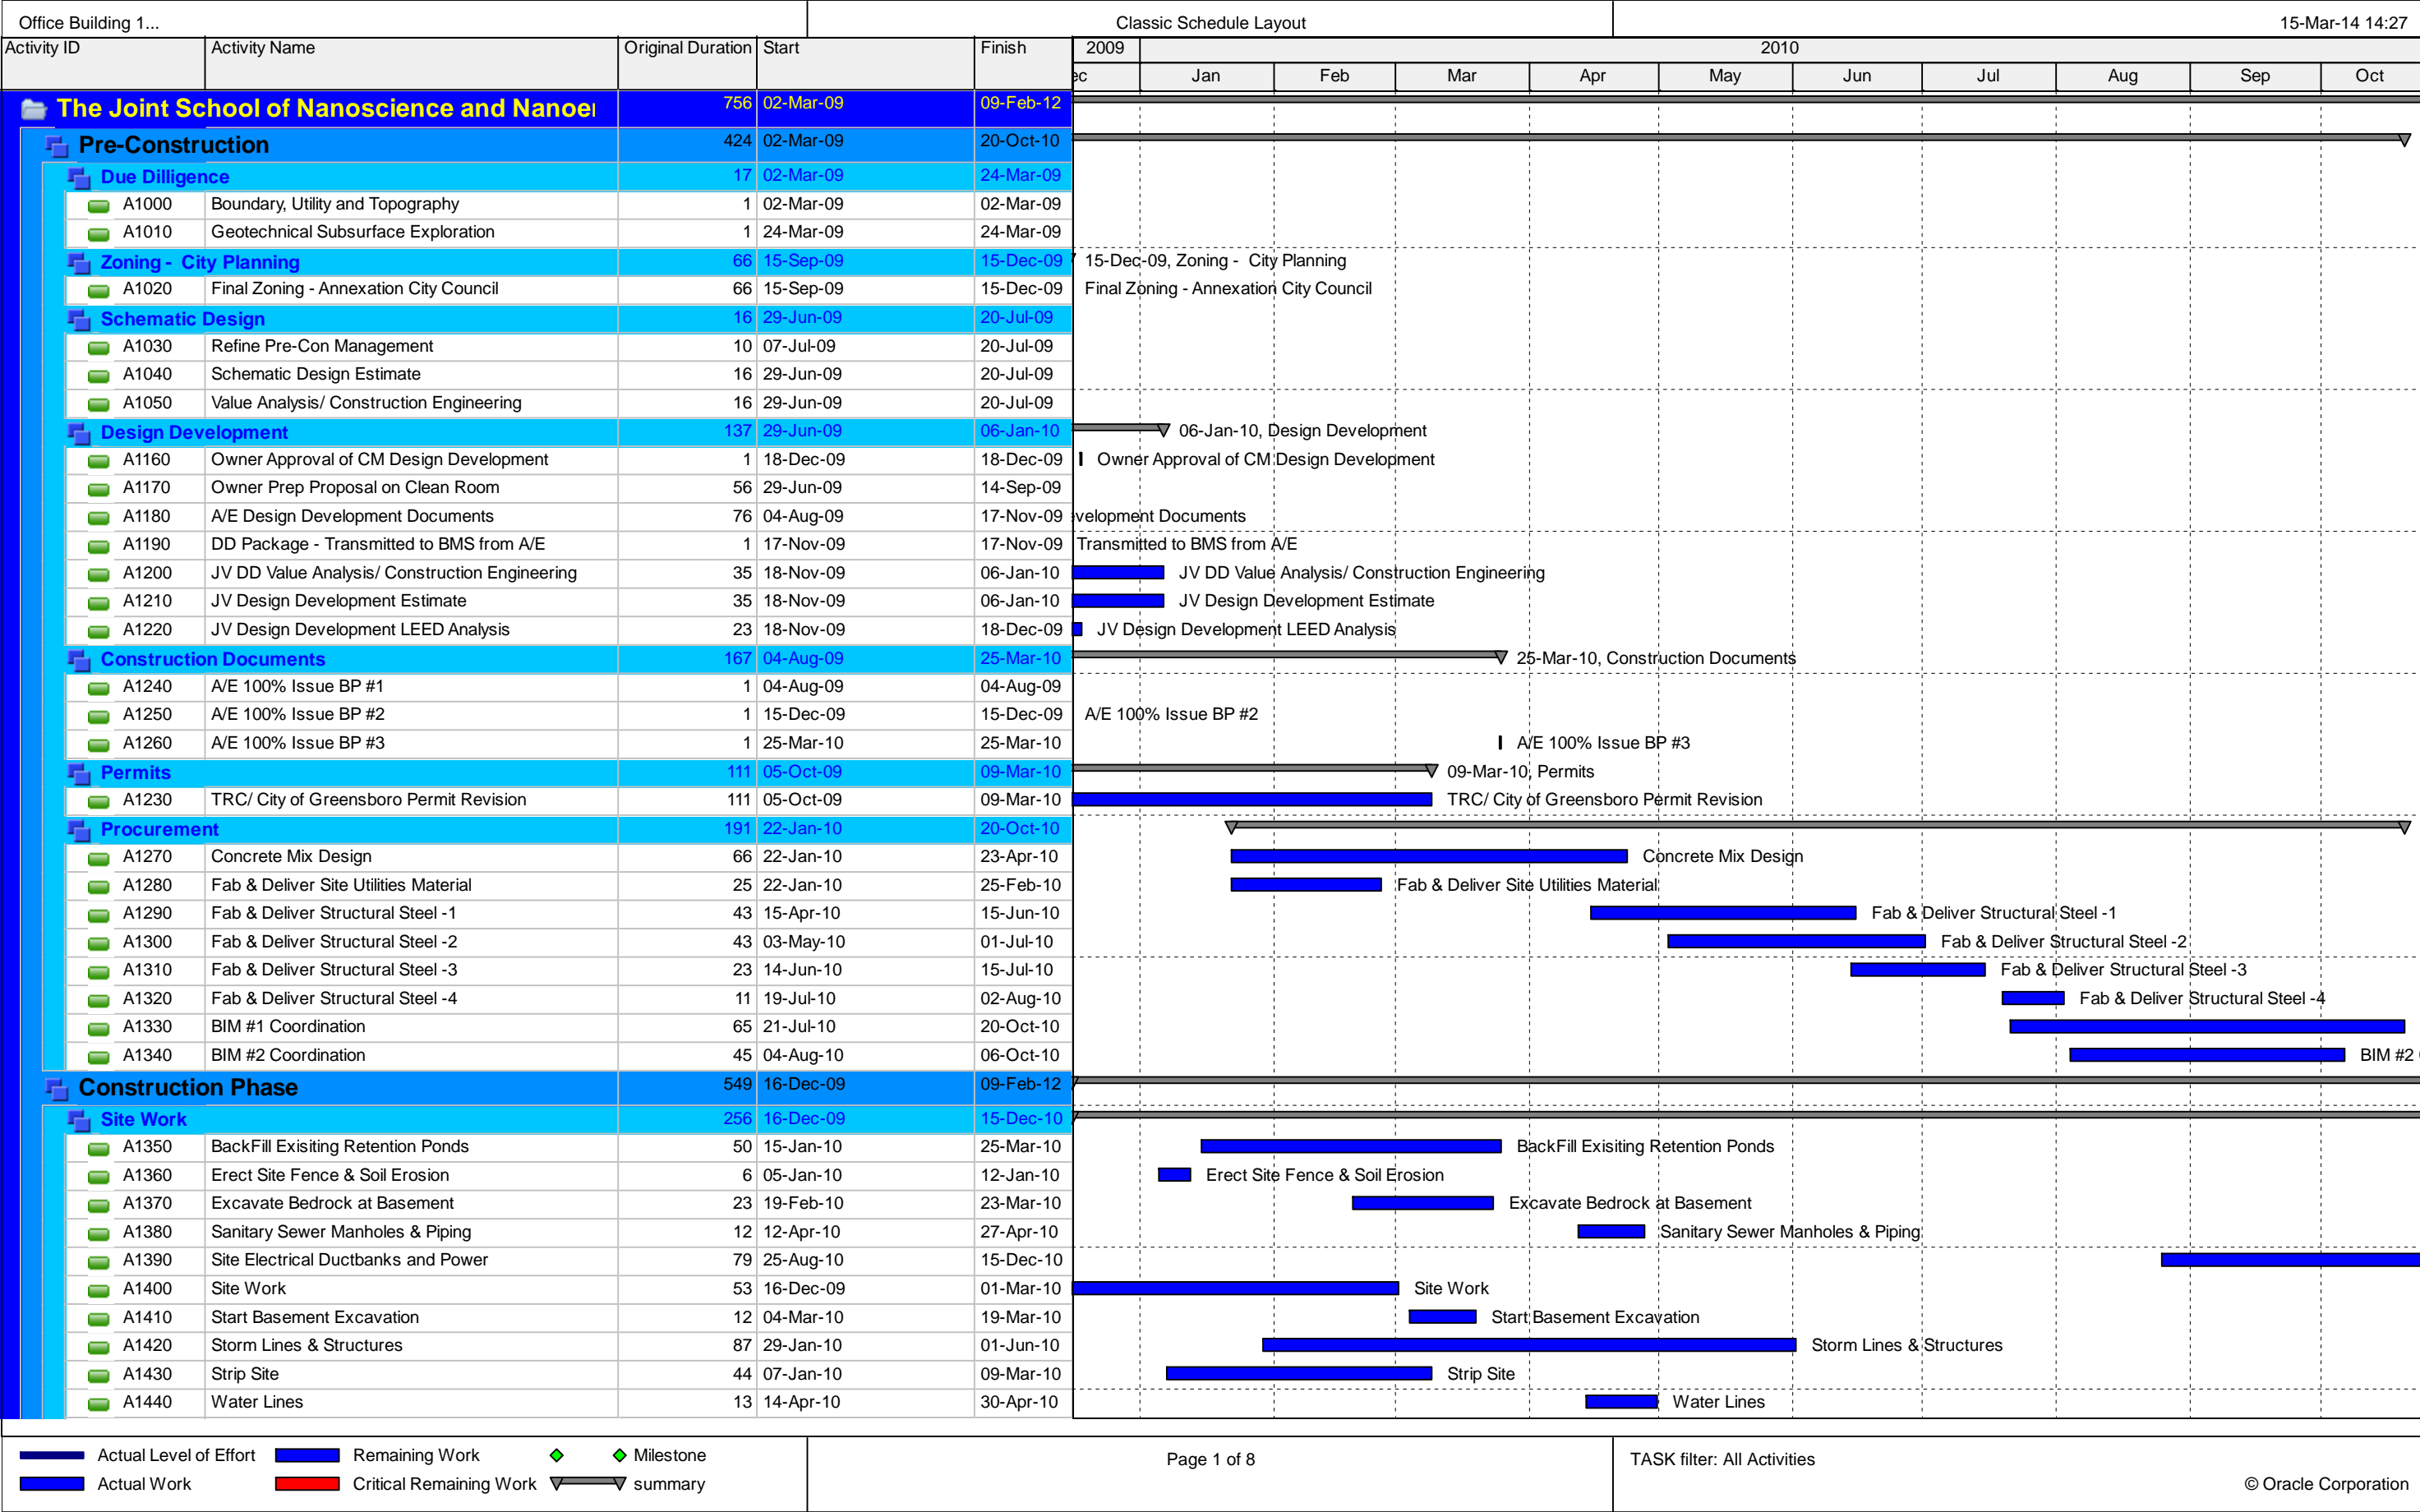 Office Building 1... Classic Schedule Layout 15-Mar-14 14:27
Activity ID Activity Name Original Duration Start Finish 2009 2010
ec Jan Feb Mar Apr May Jun Jul Aug Sep Oct
The Joint School of Nanoscience and Nanoer 756 02-Mar-09 09-Feb-12
Pre-Construction 424 02-Mar-09 20-Oct-10
Due Dilligence 17 02-Mar-09 24-Mar-09
A1000 Boundary, Utility and Topography 1 02-Mar-09 02-Mar-09
A1010 Geotechnical Subsurface Exploration 1 24-Mar-09 24-Mar-09
Zoning - City Planning 66 15-Sep-09 15-Dec-09 15-Dec-09, Zoning - City Planning
A1020 Final Zoning - Annexation City Council 66 15-Sep-09 15-Dec-09 Final Zoning - Annexation City Council
Schematic Design 16 29-Jun-09 20-Jul-09
A1030 Refine Pre-Con Management 10 07-Jul-09 20-Jul-09
A1040 Schematic Design Estimate 16 29-Jun-09 20-Jul-09
A1050 Value Analysis/ Construction Engineering 16 29-Jun-09 20-Jul-09
Design Development 137 29-Jun-09 06-Jan-10 06-Jan-10, Design Development
A1160 Owner Approval of CM Design Development 1 18-Dec-09 18-Dec-09 Owner Approval of CM Design Development
A1170 Owner Prep Proposal on Clean Room 56 29-Jun-09 14-Sep-09
A1180 A/E Design Development Documents 76 04-Aug-09 17-Nov-09 evelopment Documents
A1190 DD Package - Transmitted to BMS from A/E 1 17-Nov-09 17-Nov-09 Transmitted to BMS from A/E
A1200 JV DD Value Analysis/ Construction Engineering 35 18-Nov-09 06-Jan-10 JV DD Value Analysis/ Construction Engineering
A1210 JV Design Development Estimate 35 18-Nov-09 06-Jan-10 JV Design Development Estimate
A1220 JV Design Development LEED Analysis 23 18-Nov-09 18-Dec-09 JV Design Development LEED Analysis
Construction Documents 167 04-Aug-09 25-Mar-10 25-Mar-10, Construction Documents
A1240 A/E 100% Issue BP #1 1 04-Aug-09 04-Aug-09
A1250 A/E 100% Issue BP #2 1 15-Dec-09 15-Dec-09 A/E 100% Issue BP #2
A1260 A/E 100% Issue BP #3 1 25-Mar-10 25-Mar-10 A/E 100% Issue BP #3
Permits 111 05-Oct-09 09-Mar-10 09-Mar-10, Permits
A1230 TRC/ City of Greensboro Permit Revision 111 05-Oct-09 09-Mar-10 TRC/ City of Greensboro Permit Revision
Procurement 191 22-Jan-10 20-Oct-10
A1270 Concrete Mix Design 66 22-Jan-10 23-Apr-10 Concrete Mix Design
A1280 Fab & Deliver Site Utilities Material 25 22-Jan-10 25-Feb-10 Fab & Deliver Site Utilities Material
A1290 Fab & Deliver Structural Steel -1 43 15-Apr-10 15-Jun-10 Fab & Deliver Structural Steel -1
A1300 Fab & Deliver Structural Steel -2 43 03-May-10 01-Jul-10 Fab & Deliver Structural Steel -2
A1310 Fab & Deliver Structural Steel -3 23 14-Jun-10 15-Jul-10 Fab & Deliver Structural Steel -3
A1320 Fab & Deliver Structural Steel -4 11 19-Jul-10 02-Aug-10 Fab & Deliver Structural Steel -4
A1330 BIM #1 Coordination 65 21-Jul-10 20-Oct-10
A1340 BIM #2 Coordination 45 04-Aug-10 06-Oct-10 BIM #2
Construction Phase 549 16-Dec-09 09-Feb-12
Site Work 256 16-Dec-09 15-Dec-10
A1350 BackFill Exisiting Retention Ponds 50 15-Jan-10 25-Mar-10 BackFill Exisiting Retention Ponds
A1360 Erect Site Fence & Soil Erosion 6 05-Jan-10 12-Jan-10 Erect Site Fence & Soil Erosion
A1370 Excavate Bedrock at Basement 23 19-Feb-10 23-Mar-10 Excavate Bedrock at Basement
A1380 Sanitary Sewer Manholes & Piping 12 12-Apr-10 27-Apr-10 Sanitary Sewer Manholes & Piping
A1390 Site Electrical Ductbanks and Power 79 25-Aug-10 15-Dec-10
A1400 Site Work 53 16-Dec-09 01-Mar-10 Site Work
A1410 Start Basement Excavation 12 04-Mar-10 19-Mar-10 Start Basement Excavation
A1420 Storm Lines & Structures 87 29-Jan-10 01-Jun-10 Storm Lines & Structures
A1430 Strip Site 44 07-Jan-10 09-Mar-10 Strip Site
A1440 Water Lines 13 14-Apr-10 30-Apr-10 Water Lines
Actual Level of Effort Remaining Work Milestone Page 1 of 8 TASK filter: All Activities
Actual Work Critical Remaining Work summary © Oracle Corporation